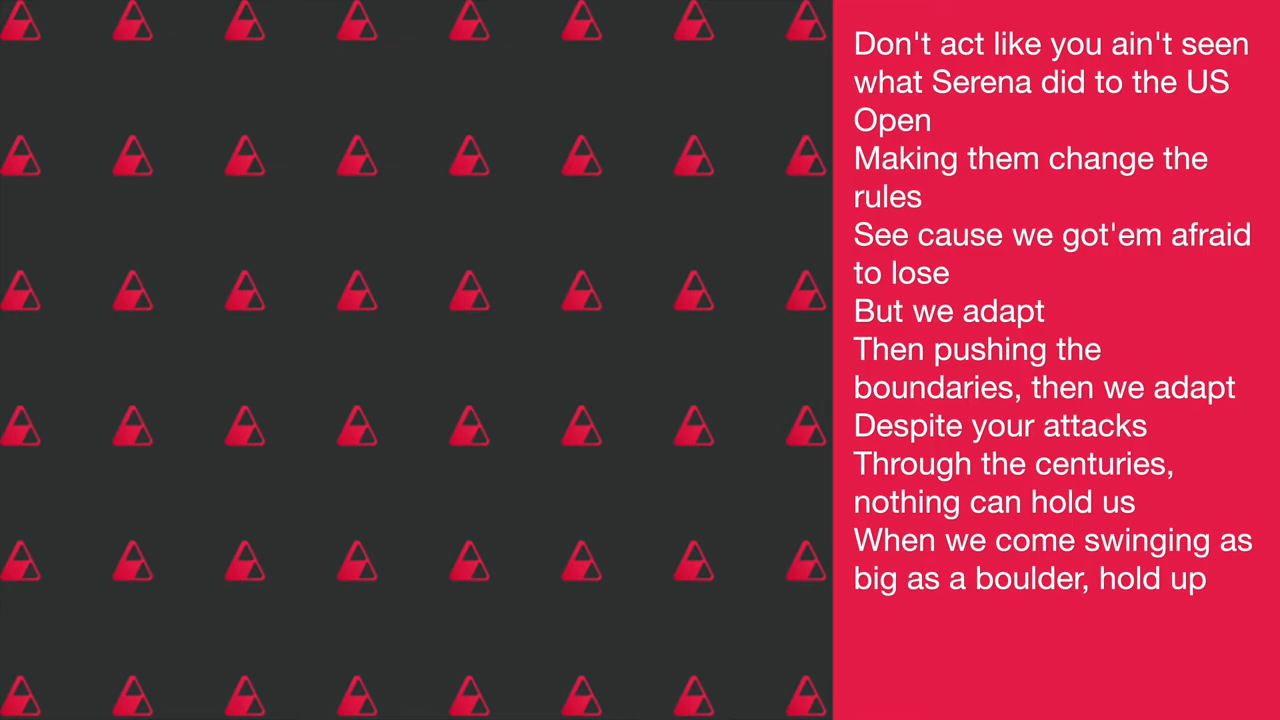 Don't act like you ain't seen
what Serena did to the US
Open
Making them change the
rules
See cause we got'em afraid
to lose
But we adapt
Then pushing the
boundaries, then we adapt
Despite your attacks
Through the centuries,
nothing can hold us
When we come swinging as
big as a boulder, hold up